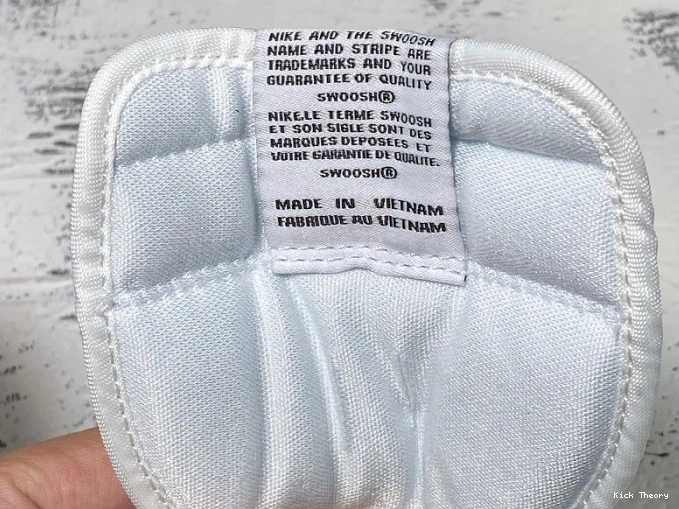 NIKE AND THE SWOOSH
NAME AND STRIPE ARE
TRADEMARKS AND YOUR
GUARANTEE OF QUALITY
SWOOSH®
NIKE.LE TERME SWOOSH
ET SON SIGLE SONT DES
MARQUES DEPOSEES ET
VOTRE GARANTIE DE QUALITE.
SWOOSH®
MADE IN VIETNAM
FABRIQUE AU VIETNAM
Kick Theory